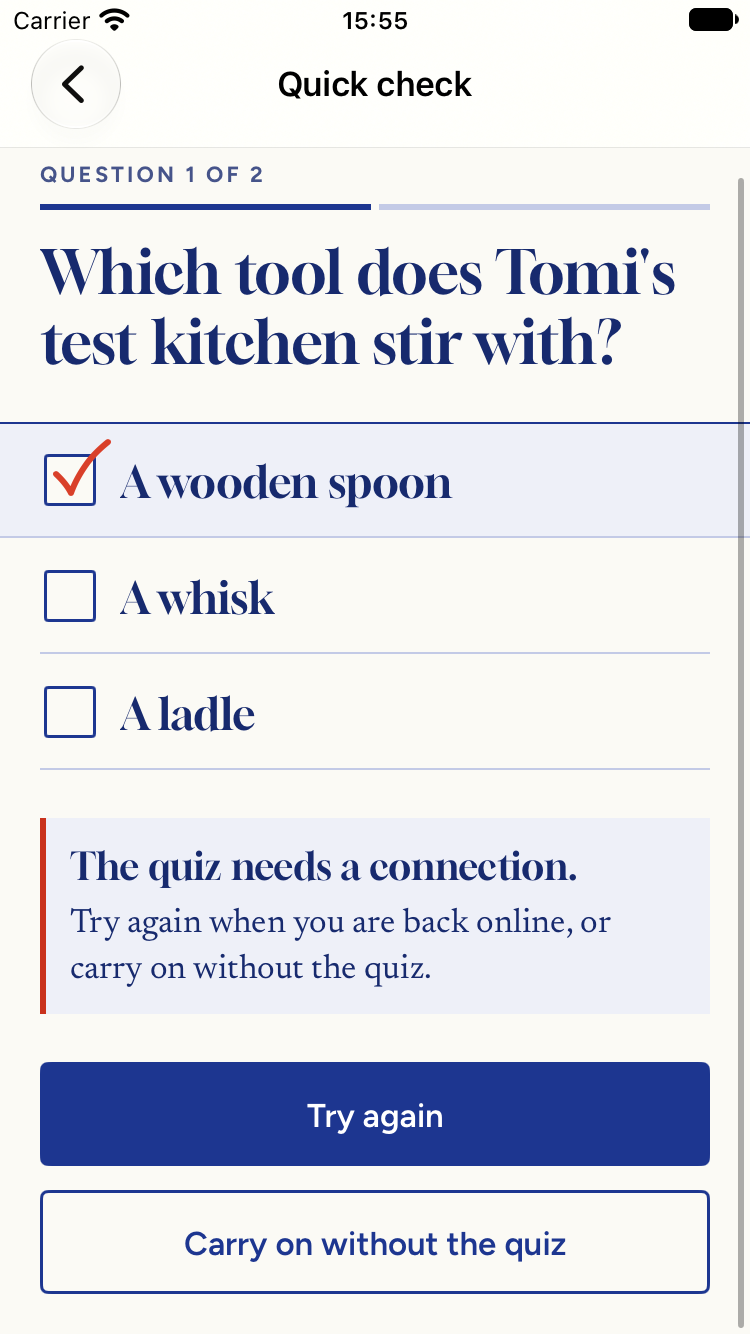 Carrier 15:55
Quick check
QUESTION 1 OF 2
Which tool does Tomi's
test kitchen stir with?
A wooden spoon
A whisk
A ladle
The quiz needs a connection.
Try again when you are back online, or
carry on without the quiz.
Try again
Carry on without the quiz